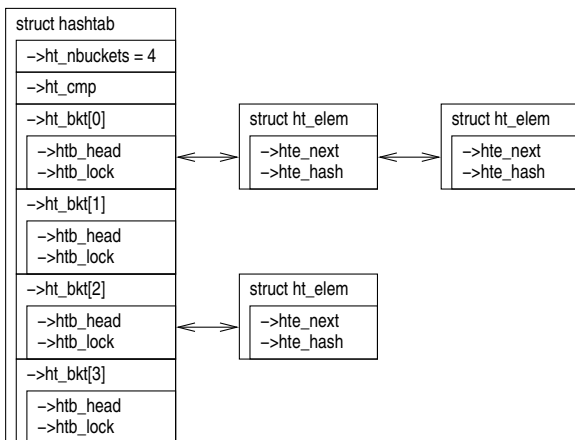 struct hashtab
−>ht_nbuckets = 4
−>ht_cmp
−>ht_bkt[0]
−>htb_head
−>htb_lock
struct ht_elem
−>hte_next
−>hte_hash
struct ht_elem
−>hte_next
−>hte_hash
−>ht_bkt[1]
−>htb_head
−>htb_lock
−>ht_bkt[2]
−>htb_head
−>htb_lock
struct ht_elem
−>hte_next
−>hte_hash
−>ht_bkt[3]
−>htb_head
−>htb_lock